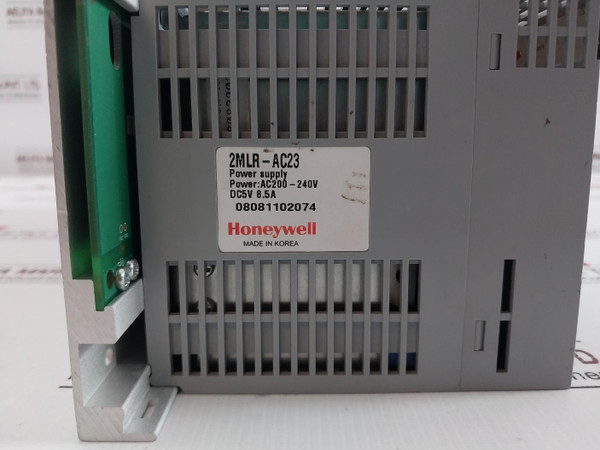 2MLR-AC23
Power supply
Power:AC200-240V
DC5V 8.5A
08081102074
Honeywell
MADE IN KOREA